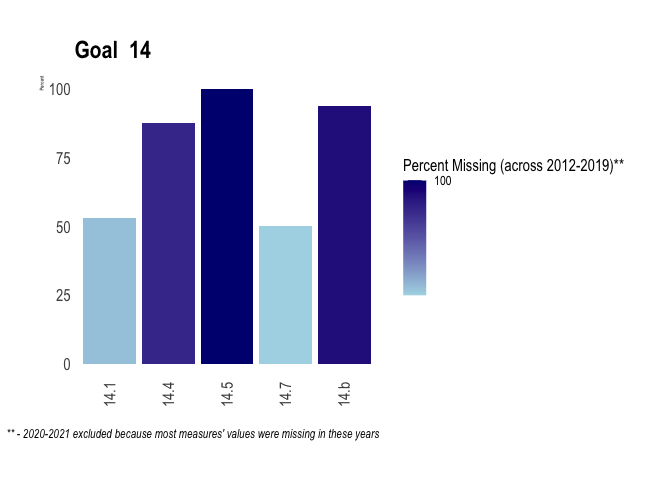 Goal  14
Percent
100
75
50
25
0
14.1
14.4
14.5
14.7
14.b
Percent Missing (across 2012-2019)**
100
** - 2020-2021 excluded because most measures' values were missing in these years